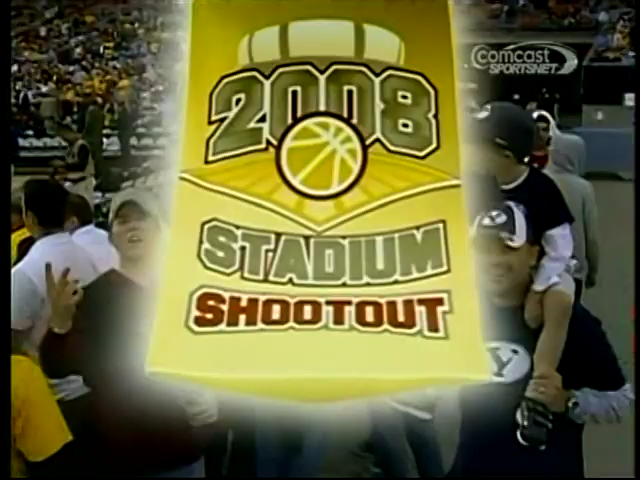 comcast
SPORTSNET
2008
STADIUM
SHOOTOUT
Y
Y